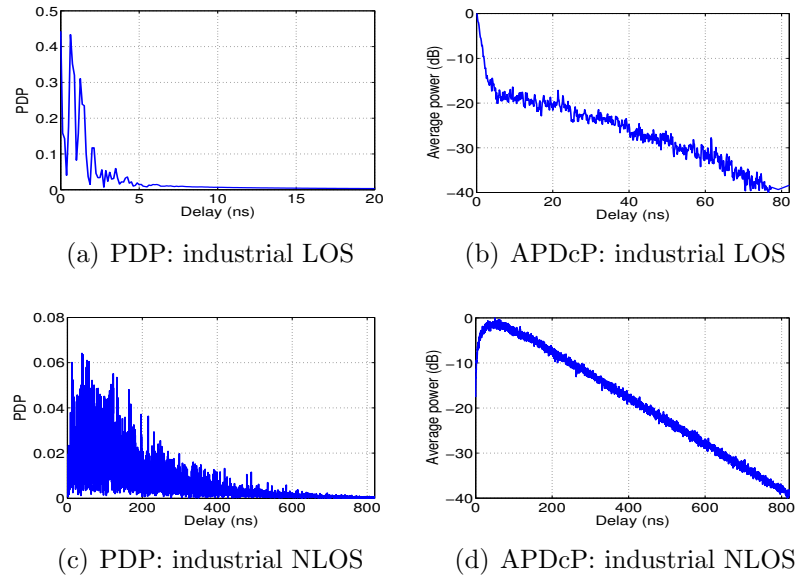 0.5
0.4
0.3
0.2
0.1
0
0 5 10 15 20
PDP
Delay (ns)
(a) PDP: industrial LOS
0
−10
−20
−30
−40
0 20 40 60 80
Average power (dB)
Delay (ns)
(b) APDcP: industrial LOS
0.08
0.06
0.04
0.02
0
0 200 400 600 800
PDP
Delay (ns)
(c) PDP: industrial NLOS
0
−10
−20
−30
−40
0 200 400 600 800
Average power (dB)
Delay (ns)
(d) APDcP: industrial NLOS